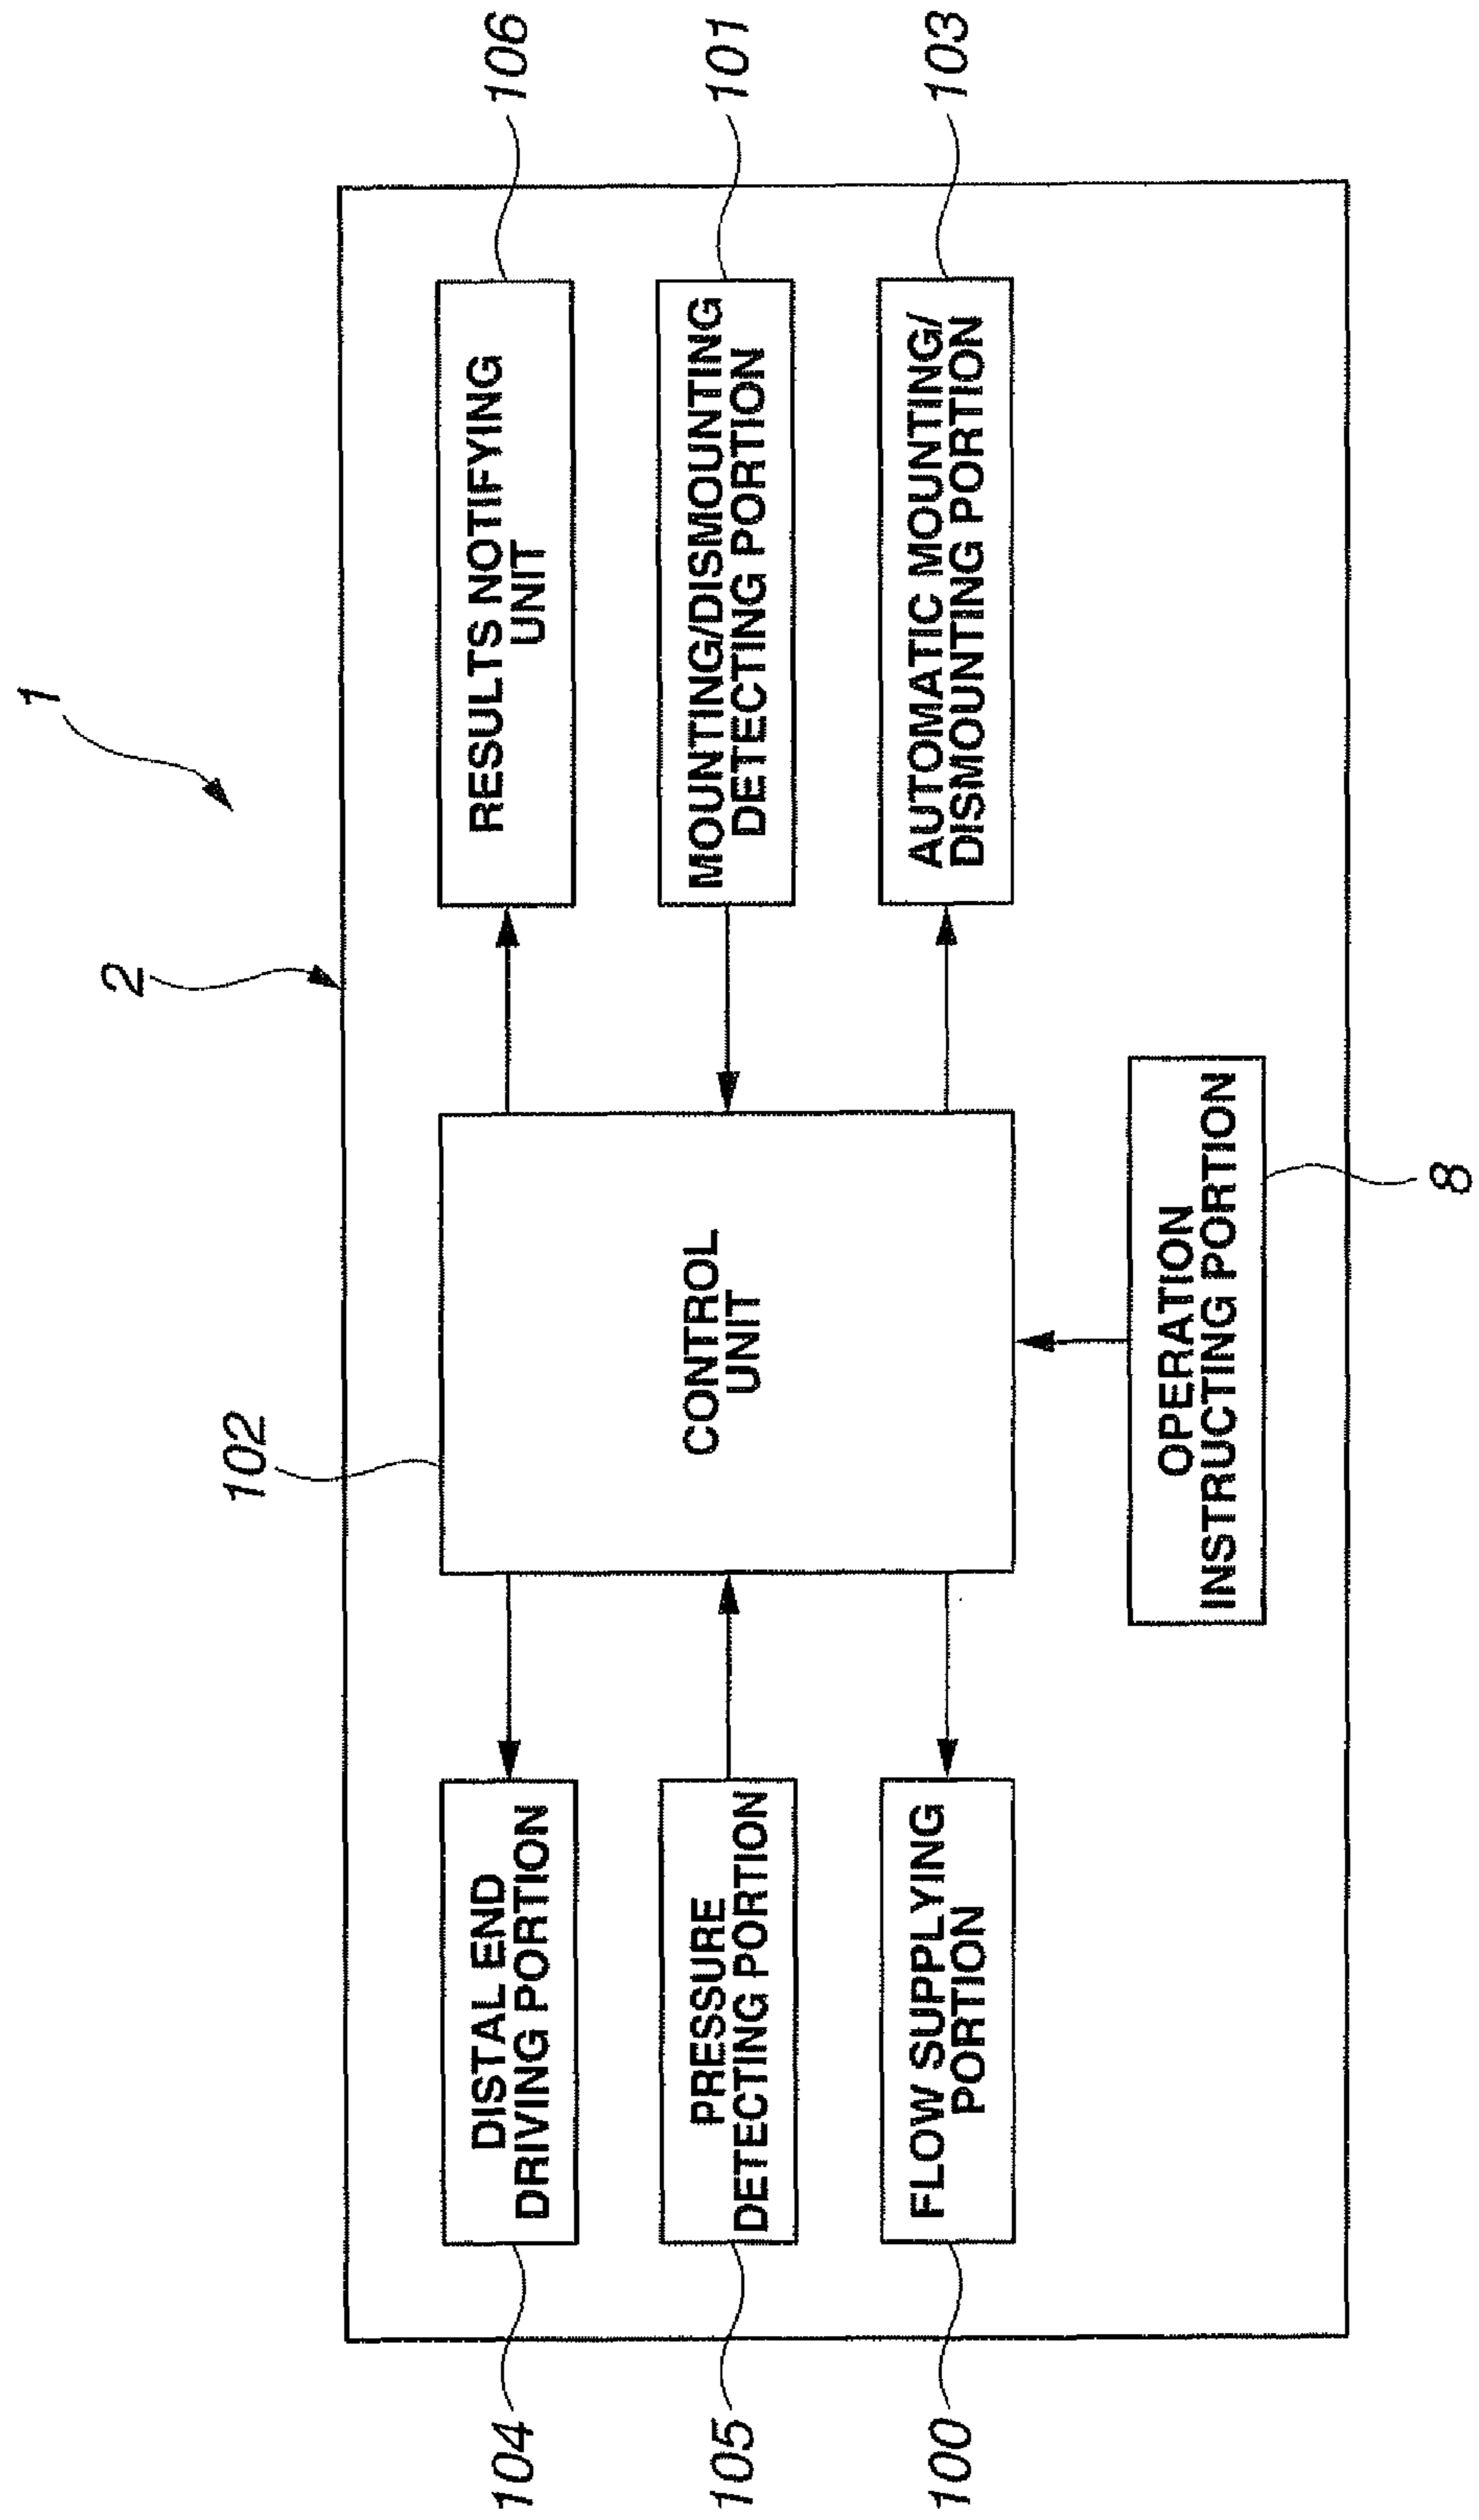 1
2
102
104
DISTAL END
DRIVING PORTION
105
PRESSURE
DETECTING PORTION
100
FLOW SUPPLYING
PORTION
CONTROL
UNIT
RESULTS NOTIFYING
UNIT
106
MOUNTING/DISMOUNTING
DETECTING PORTION
101
AUTOMATIC MOUNTING/
DISMOUNTING PORTION
103
OPERATION
INSTRUCTING PORTION
8